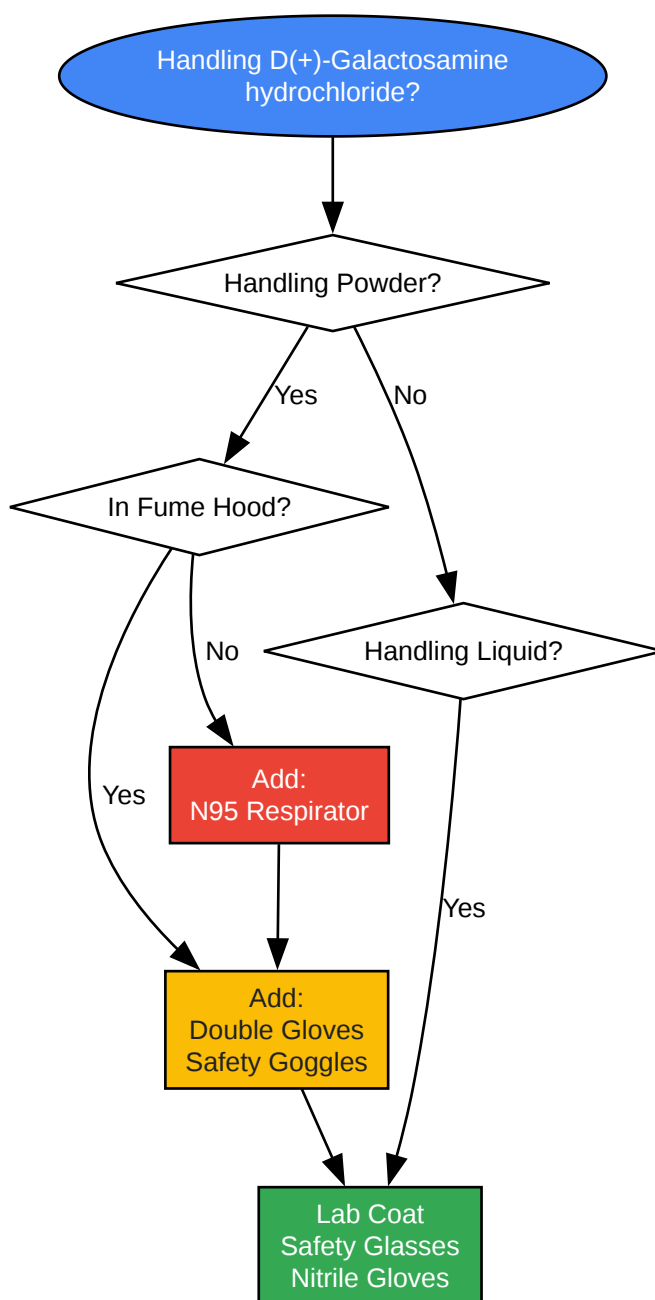 Handling D(+)-Galactosamine
hydrochloride?
Handling Powder?
Yes
No
In Fume Hood?
No
Handling Liquid?
Add:
N95 Respirator
Yes
Yes
Add:
Double Gloves
Safety Goggles
Lab Coat
Safety Glasses
Nitrile Gloves